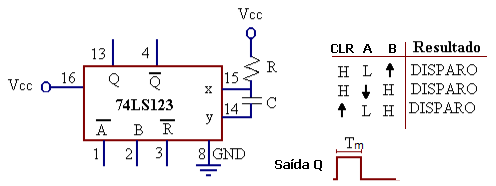 Vcc
13 4
Vcc 16 Q Q 15 R
x
74LS123 14 C
y
A B R
1 2 3 8 GND
CLR A B Resultado
H L ↑ DISPARO
H ↓ H DISPARO
↑ L H DISPARO
Tm
Saída Q